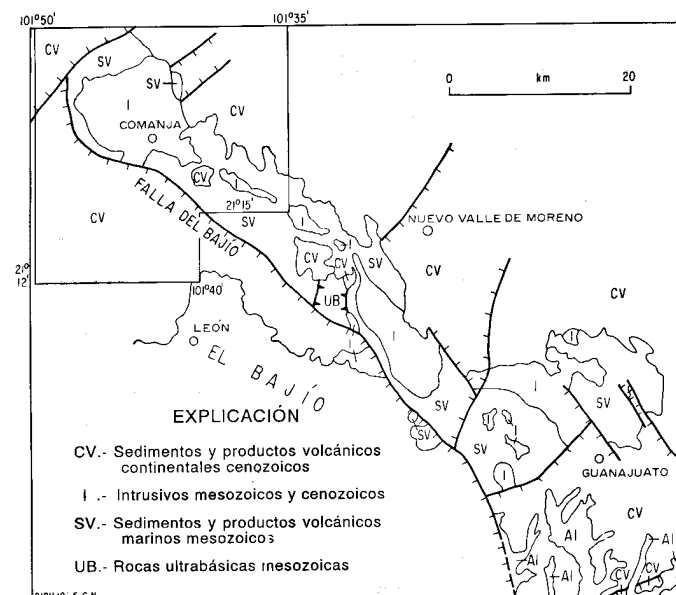 101°50'
101°35'
CV
SV
SV
0 km 20
I
CV
COMANJA
CV
I
FALLA DEL BAJÍO
21°15'
I
NUEVO VALLE DE MORENO
CV
SV
I
CV
CV
SV
CV
21°
12'
101°40'
UB
CV
LEÓN
I
I
EL BAJÍO
I
SV
SV
EXPLICACIÓN
SV
I
I
SV
CV.- Sedimentos y productos volcánicos
continentales cenozoicos
I
GUANAJUATO
I .- Intrusivos mesozoicos y cenozoicos
CV
SV.- Sedimentos y productos volcánicos
marinos mesozoicos
AI
AI
UB.- Rocas ultrabásicas mesozoicas
AI
AI
CV
CV